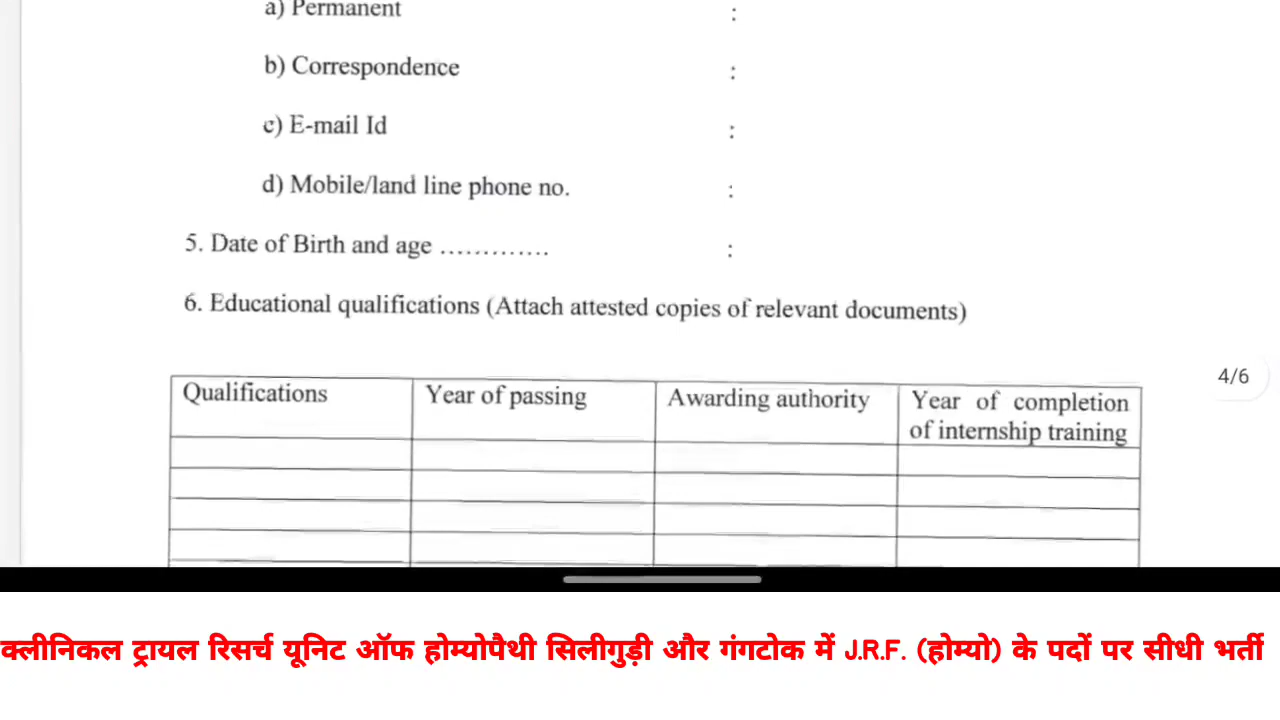 a) Permanent :
b) Correspondence :
c) E-mail Id :
d) Mobile/land line phone no. :
5. Date of Birth and age ............. :
6. Educational qualifications (Attach attested copies of relevant documents)
Qualifications Year of passing Awarding authority Year of completion
of internship training
4/6
क्लीनिकल ट्रायल रिसर्च यूनिट ऑफ होम्योपैथी सिलीगुड़ी और गंगटोक में J.R.F. (होम्यो) के पदों पर सीधी भर्ती